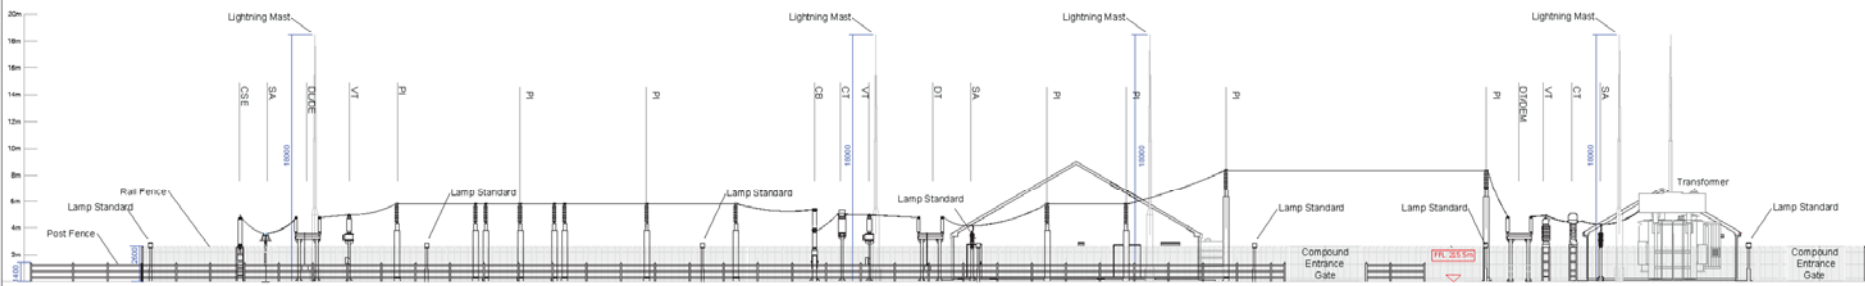 20m
18m
16m
14m
12m
10m
8m
6m
4m
2m
Lightning Mast
Lightning Mast
Lightning Mast
Lightning Mast
CSE
SA
VT
PI
PI
PI
CB
CT
VT
DT
SA
PI
PI
PI
PI
DT/DEM
VT
CT
SA
18000
18000
18000
18000
Rail Fence
Lamp Standard
Post Fence
Lamp Standard
Lamp Standard
Lamp Standard
Lamp Standard
Lamp Standard
Transformer
Lamp Standard
1400
2600
Compound
Entrance
Gate
Compound
Entrance
Gate